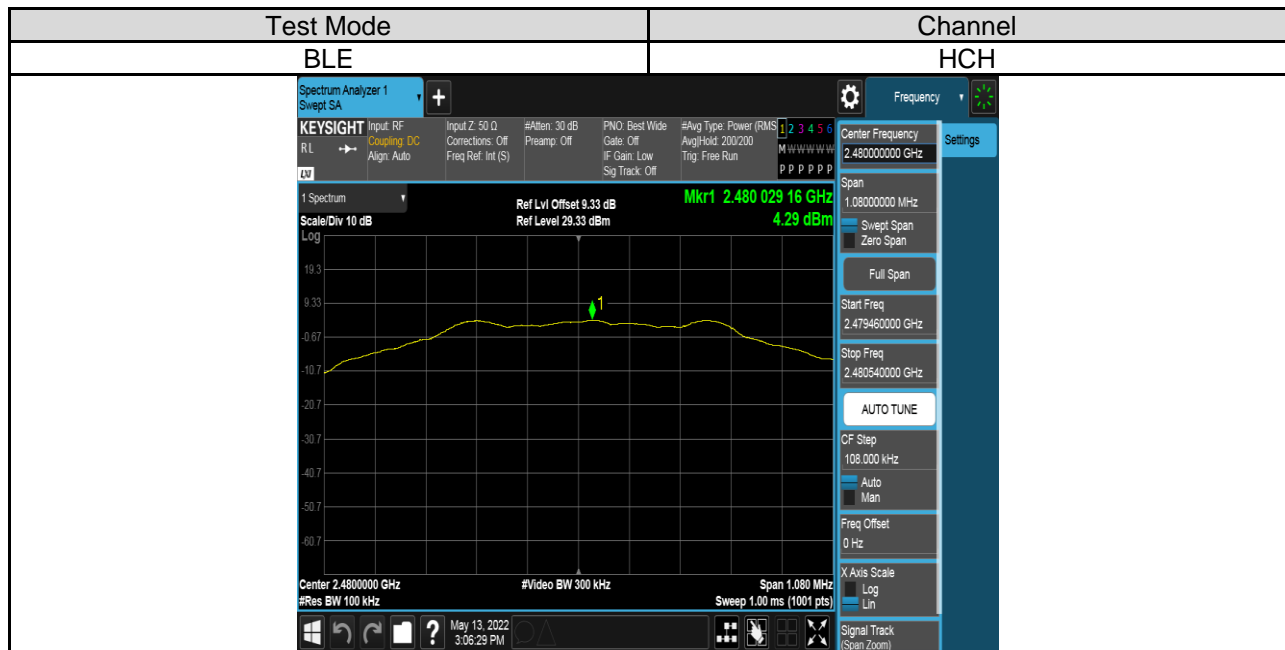 Test Mode Channel
BLE HCH
Spectrum Analyzer 1
Swept SA
Frequency
KEYSIGHT
RL
LXI
Input: RF
Coupling: DC
Align: Auto
Input Z: 50 Ω
Corrections: Off
Freq Ref: Int (S)
#Atten: 30 dB
Preamp: Off
PNO: Best Wide
Gate: Off
IF Gain: Low
Sig Track: Off
#Avg Type: Power (RMS
Avg|Hold: 200/200
Trig: Free Run
1 2 3 4 5 6
M W W W W W
P P P P P P
Center Frequency
2.480000000 GHz
Settings
Span
1.08000000 MHz
Swept Span
Zero Span
Full Span
Start Freq
2.479460000 GHz
Stop Freq
2.480540000 GHz
AUTO TUNE
CF Step
108.000 kHz
Auto
Man
Freq Offset
0 Hz
X Axis Scale
Log
Lin
Signal Track
(Span Zoom)
1 Spectrum
Scale/Div 10 dB
Log
Ref Lvl Offset 9.33 dB
Ref Level 29.33 dBm
Mkr1 2.480 029 16 GHz
4.29 dBm
19.3
9.33
-0.67
-10.7
-20.7
-30.7
-40.7
-50.7
-60.7
1
Center 2.4800000 GHz
#Res BW 100 kHz
#Video BW 300 kHz
Span 1.080 MHz
Sweep 1.00 ms (1001 pts)
?
May 13, 2022
3:06:29 PM